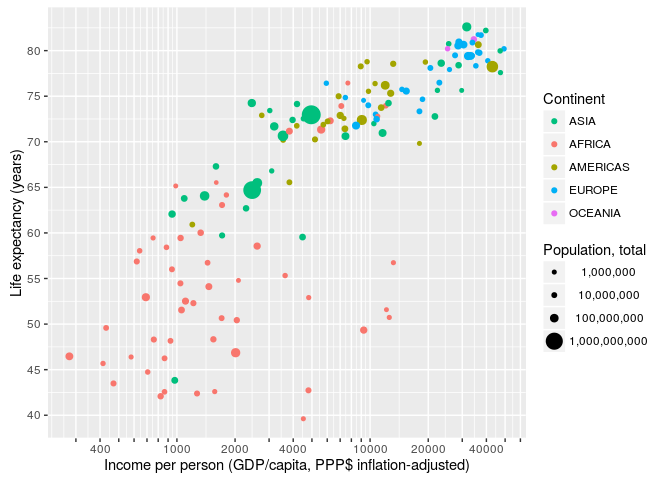 80
75
70
65
60
55
50
45
40
Life expectancy (years)
400
1000
2000
4000
10000
20000
40000
Income per person (GDP/capita, PPP$ inflation-adjusted)
Continent
ASIA
AFRICA
AMERICAS
EUROPE
OCEANIA
Population, total
1,000,000
10,000,000
100,000,000
1,000,000,000